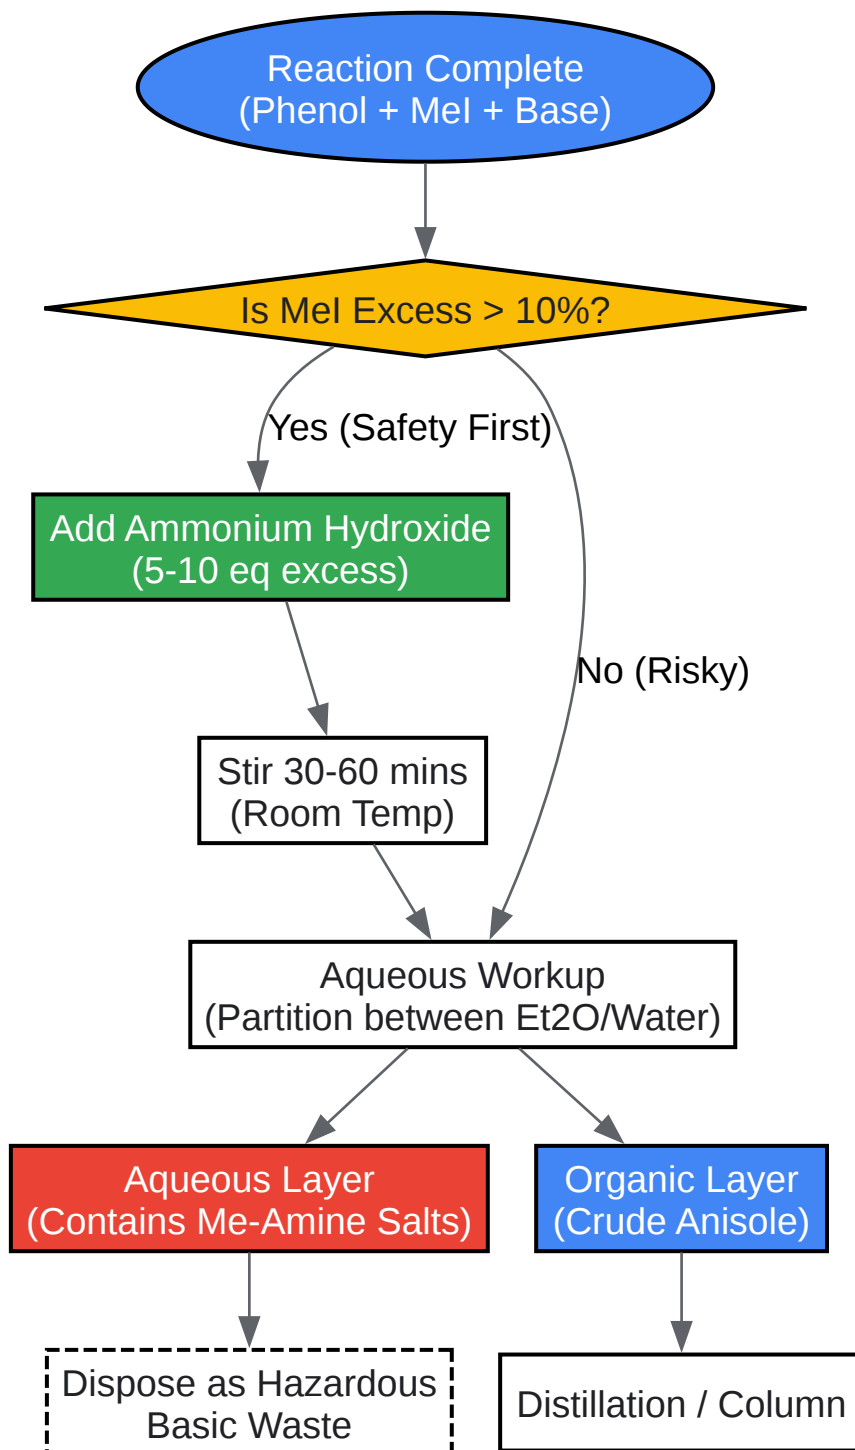 Reaction Complete
(Phenol + MeI + Base)
Is MeI Excess > 10%?
Yes (Safety First)
Add Ammonium Hydroxide
(5-10 eq excess)
No (Risky)
Stir 30-60 mins
(Room Temp)
Aqueous Workup
(Partition between Et2O/Water)
Aqueous Layer
(Contains Me-Amine Salts)
Organic Layer
(Crude Anisole)
Dispose as Hazardous
Basic Waste
Distillation / Column